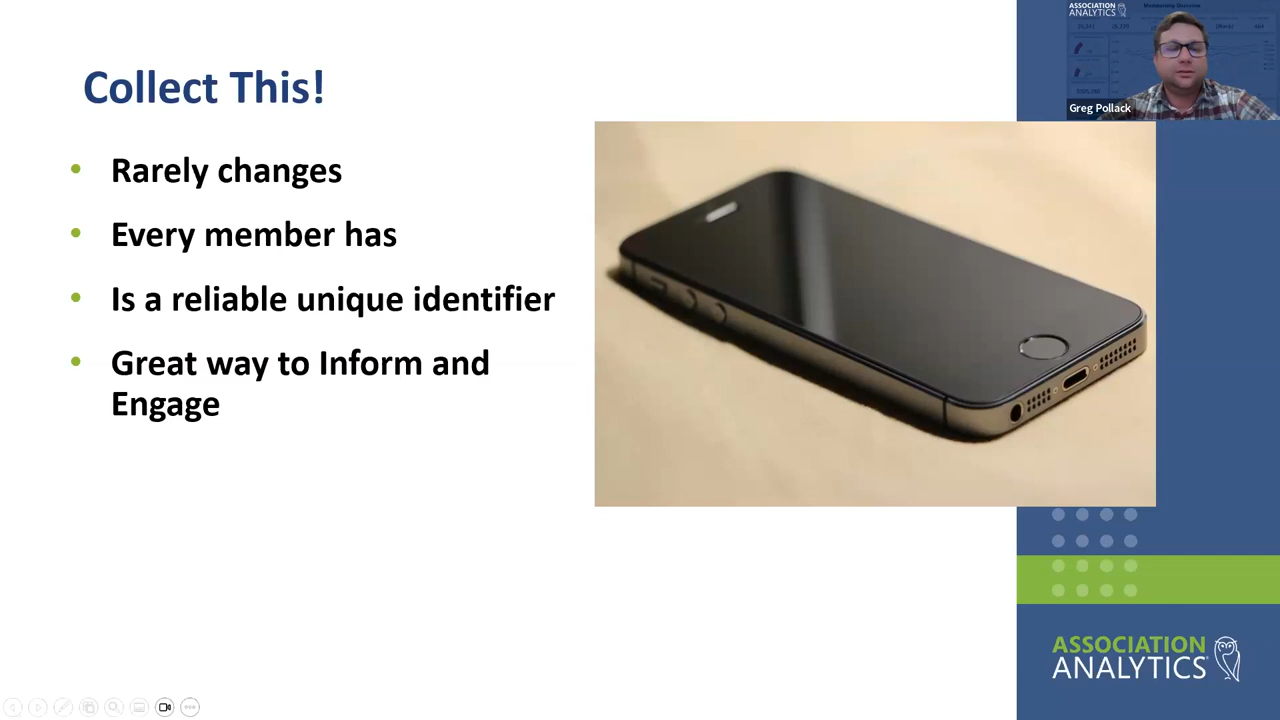 Collect This!
• Rarely changes
• Every member has
• Is a reliable unique identifier
• Great way to Inform and
Engage
ASSOCIATION
ANALYTICS
Greg Pollack
ASSOCIATION
ANALYTICS